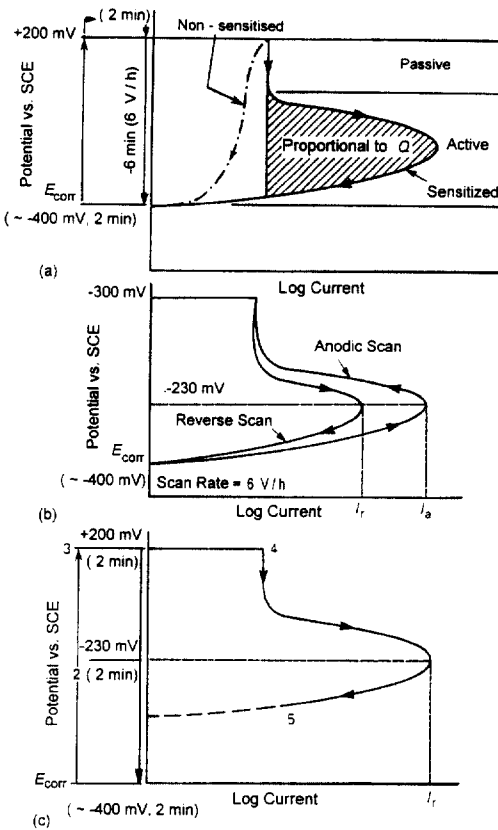 ( 2 min)
+200 mV
Non - sensitised
Passive
Potential vs. SCE
-6 min (6 V/h)
Proportional to Q
Active
Sensitized
Ecorr
( ~ -400 mV, 2 min)
(a)
Log Current
-300 mV
Anodic Scan
Potential vs. SCE
-230 mV
Reverse Scan
Ecorr
( ~ -400 mV)
Scan Rate = 6 V/h
(b)
Log Current
Ir
Ia
+200 mV
3
( 2 min)
4
Potential vs. SCE
-230 mV
2 ( 2 min)
5
Ecorr
(c)
( ~ -400 mV, 2 min)
Log Current
Ir